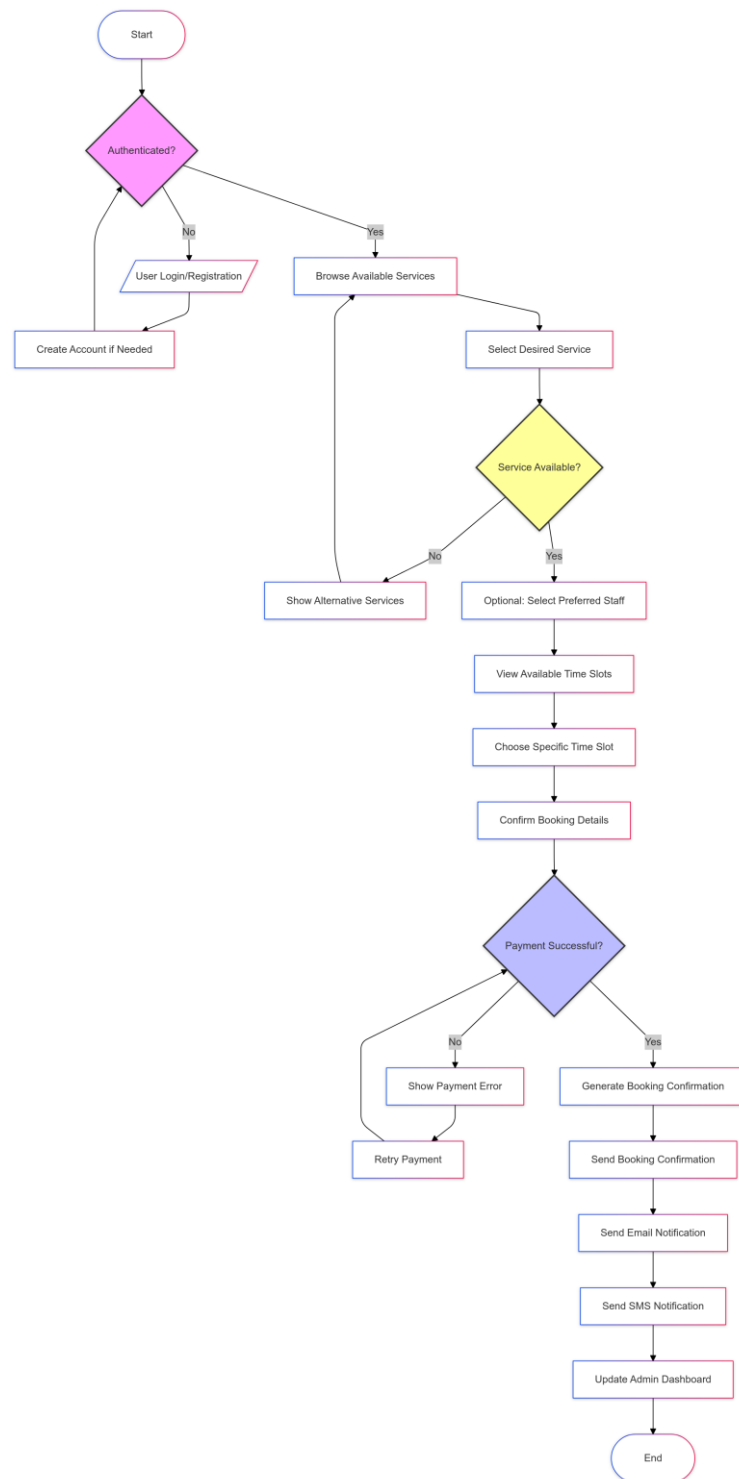 Start
Authenticated?
No
Yes
User Login/Registration
Browse Available Services
Create Account if Needed
Select Desired Service
Service Available?
No
Yes
Show Alternative Services
Optional: Select Preferred Staff
View Available Time Slots
Choose Specific Time Slot
Confirm Booking Details
Payment Successful?
No
Yes
Show Payment Error
Generate Booking Confirmation
Retry Payment
Send Booking Confirmation
Send Email Notification
Send SMS Notification
Update Admin Dashboard
End